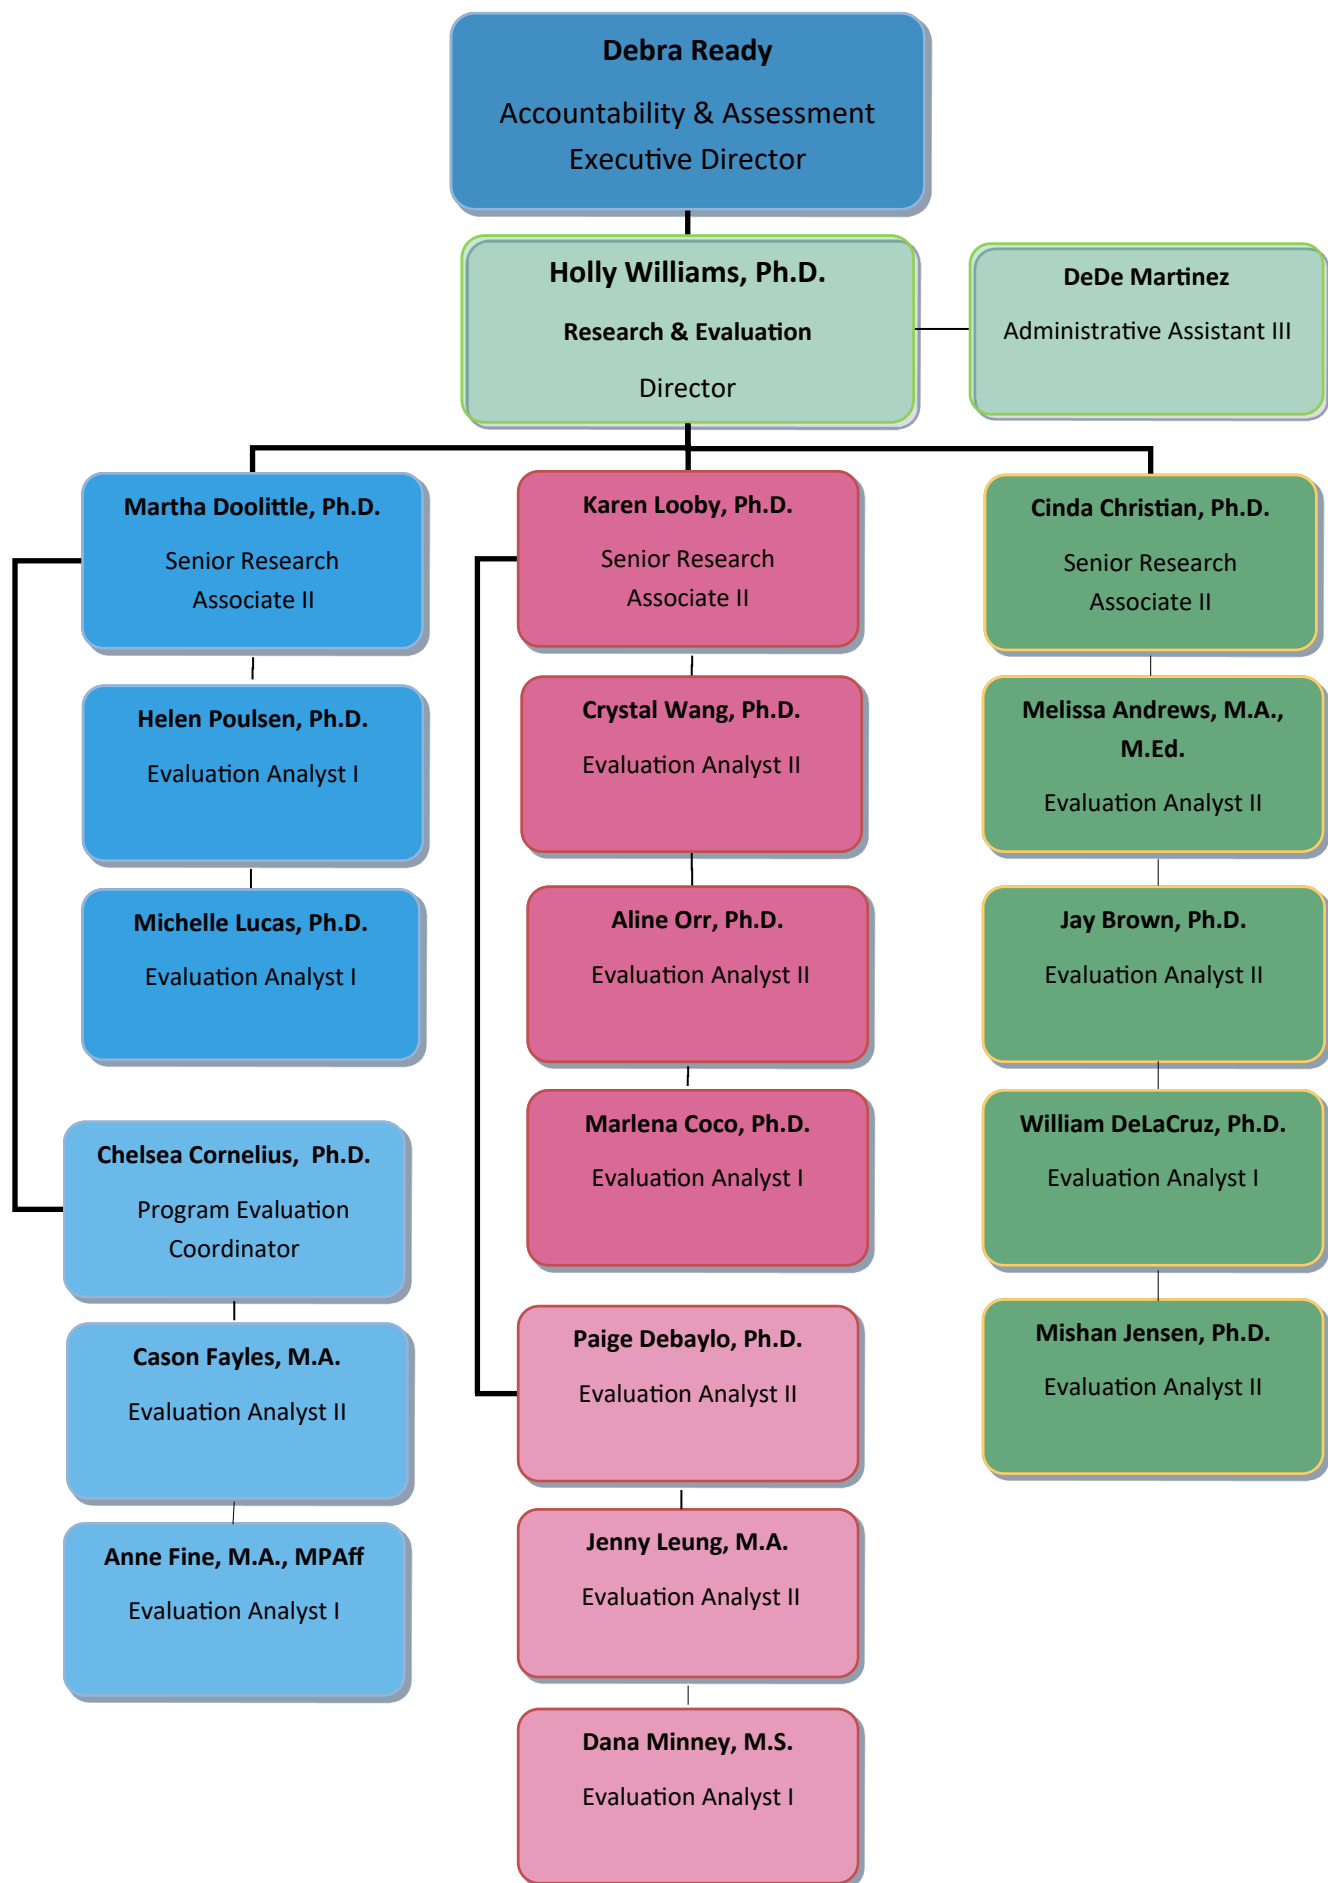 Debra Ready
Accountability & Assessment
Executive Director
Holly Williams, Ph.D.
Research & Evaluation
Director
DeDe Martinez
Administrative Assistant III
Martha Doolittle, Ph.D.
Senior Research
Associate II
Helen Poulsen, Ph.D.
Evaluation Analyst I
Michelle Lucas, Ph.D.
Evaluation Analyst I
Chelsea Cornelius,  Ph.D.
Program Evaluation
Coordinator
Cason Fayles, M.A.
Evaluation Analyst II
Anne Fine, M.A., MPAff
Evaluation Analyst I
Karen Looby, Ph.D.
Senior Research
Associate II
Crystal Wang, Ph.D.
Evaluation Analyst II
Aline Orr, Ph.D.
Evaluation Analyst II
Marlena Coco, Ph.D.
Evaluation Analyst I
Paige Debaylo, Ph.D.
Evaluation Analyst II
Jenny Leung, M.A.
Evaluation Analyst II
Dana Minney, M.S.
Evaluation Analyst I
Cinda Christian, Ph.D.
Senior Research
Associate II
Melissa Andrews, M.A.,
M.Ed.
Evaluation Analyst II
Jay Brown, Ph.D.
Evaluation Analyst II
William DeLaCruz, Ph.D.
Evaluation Analyst I
Mishan Jensen, Ph.D.
Evaluation Analyst II